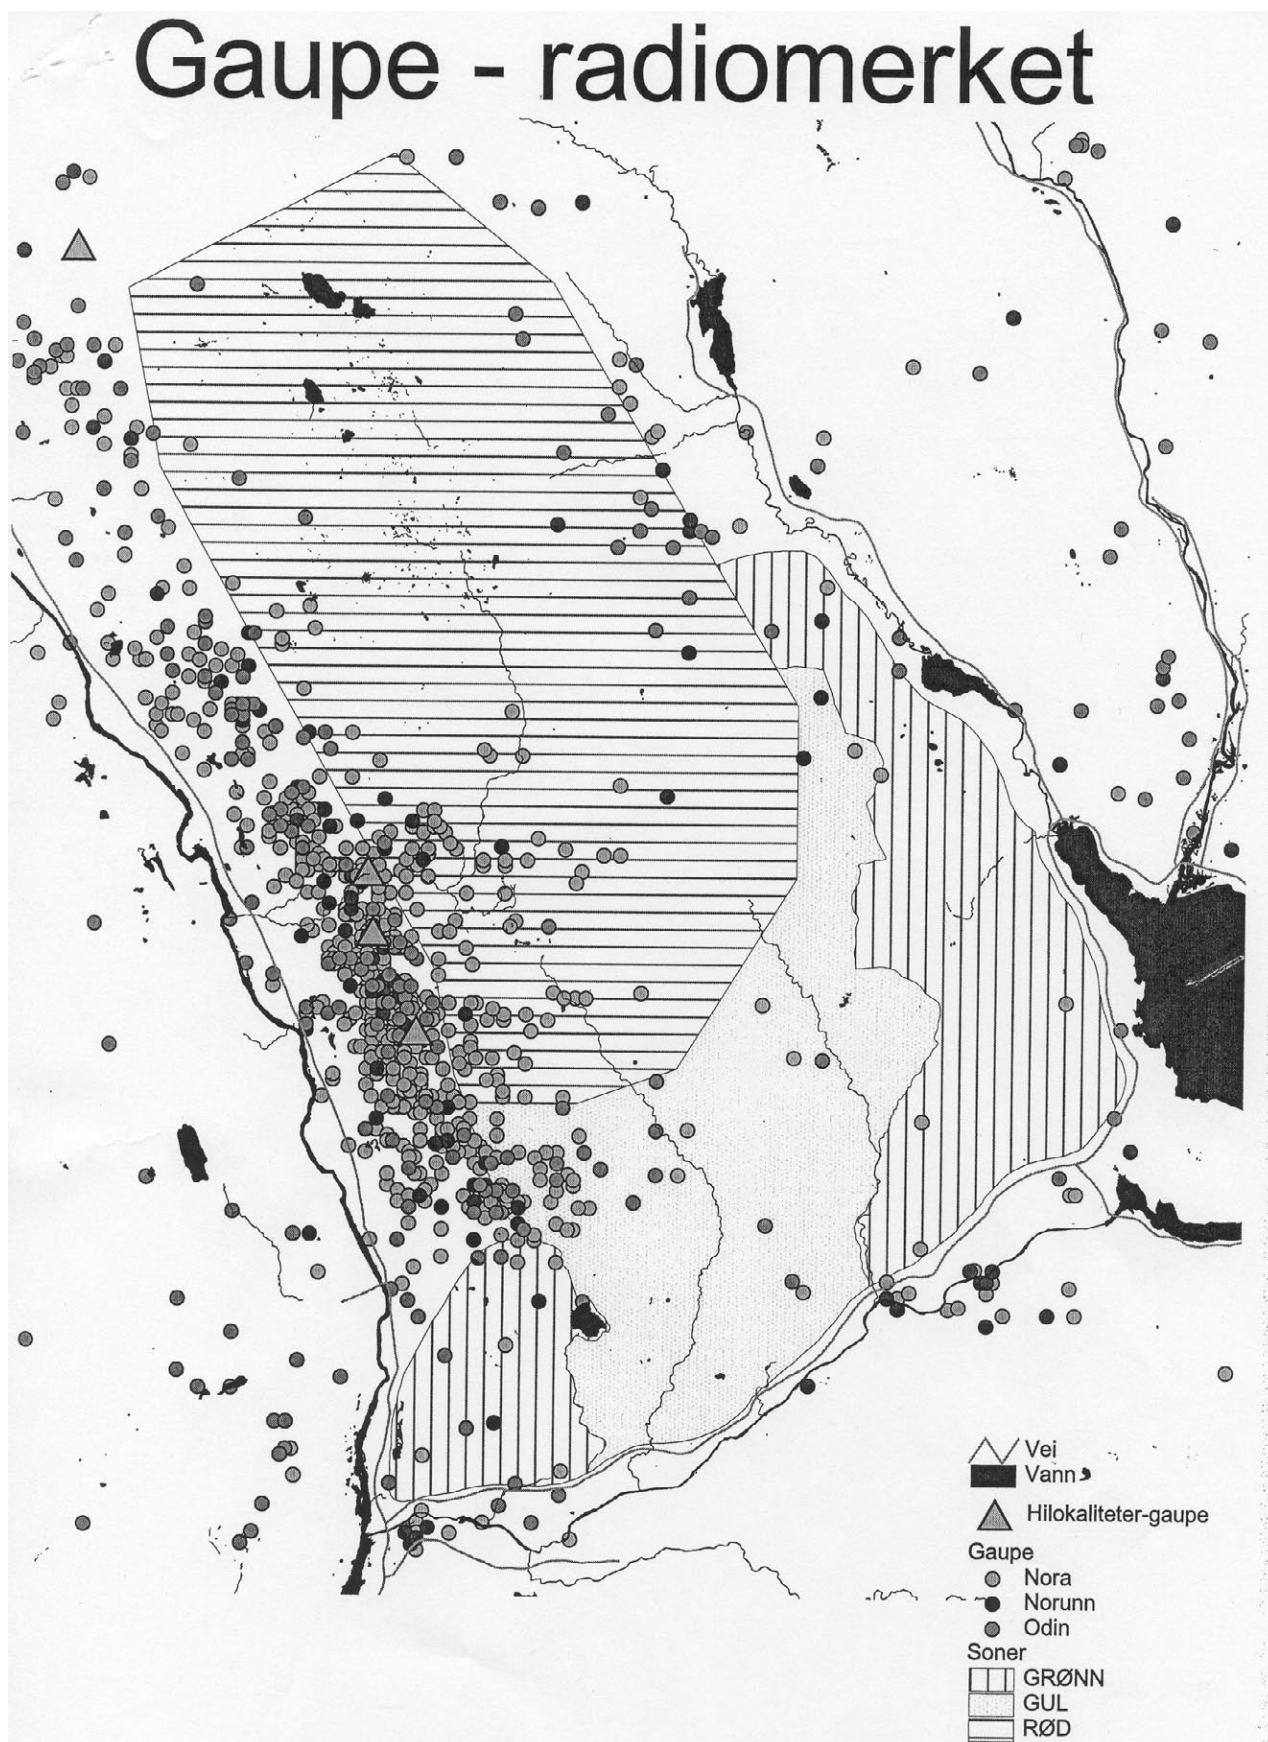 Gaupe - radiomerket
Vei
Vann
Hilokaliteter-gaupe
Gaupe
Nora
Norunn
Odin
Soner
GRØNN
GUL
RØD